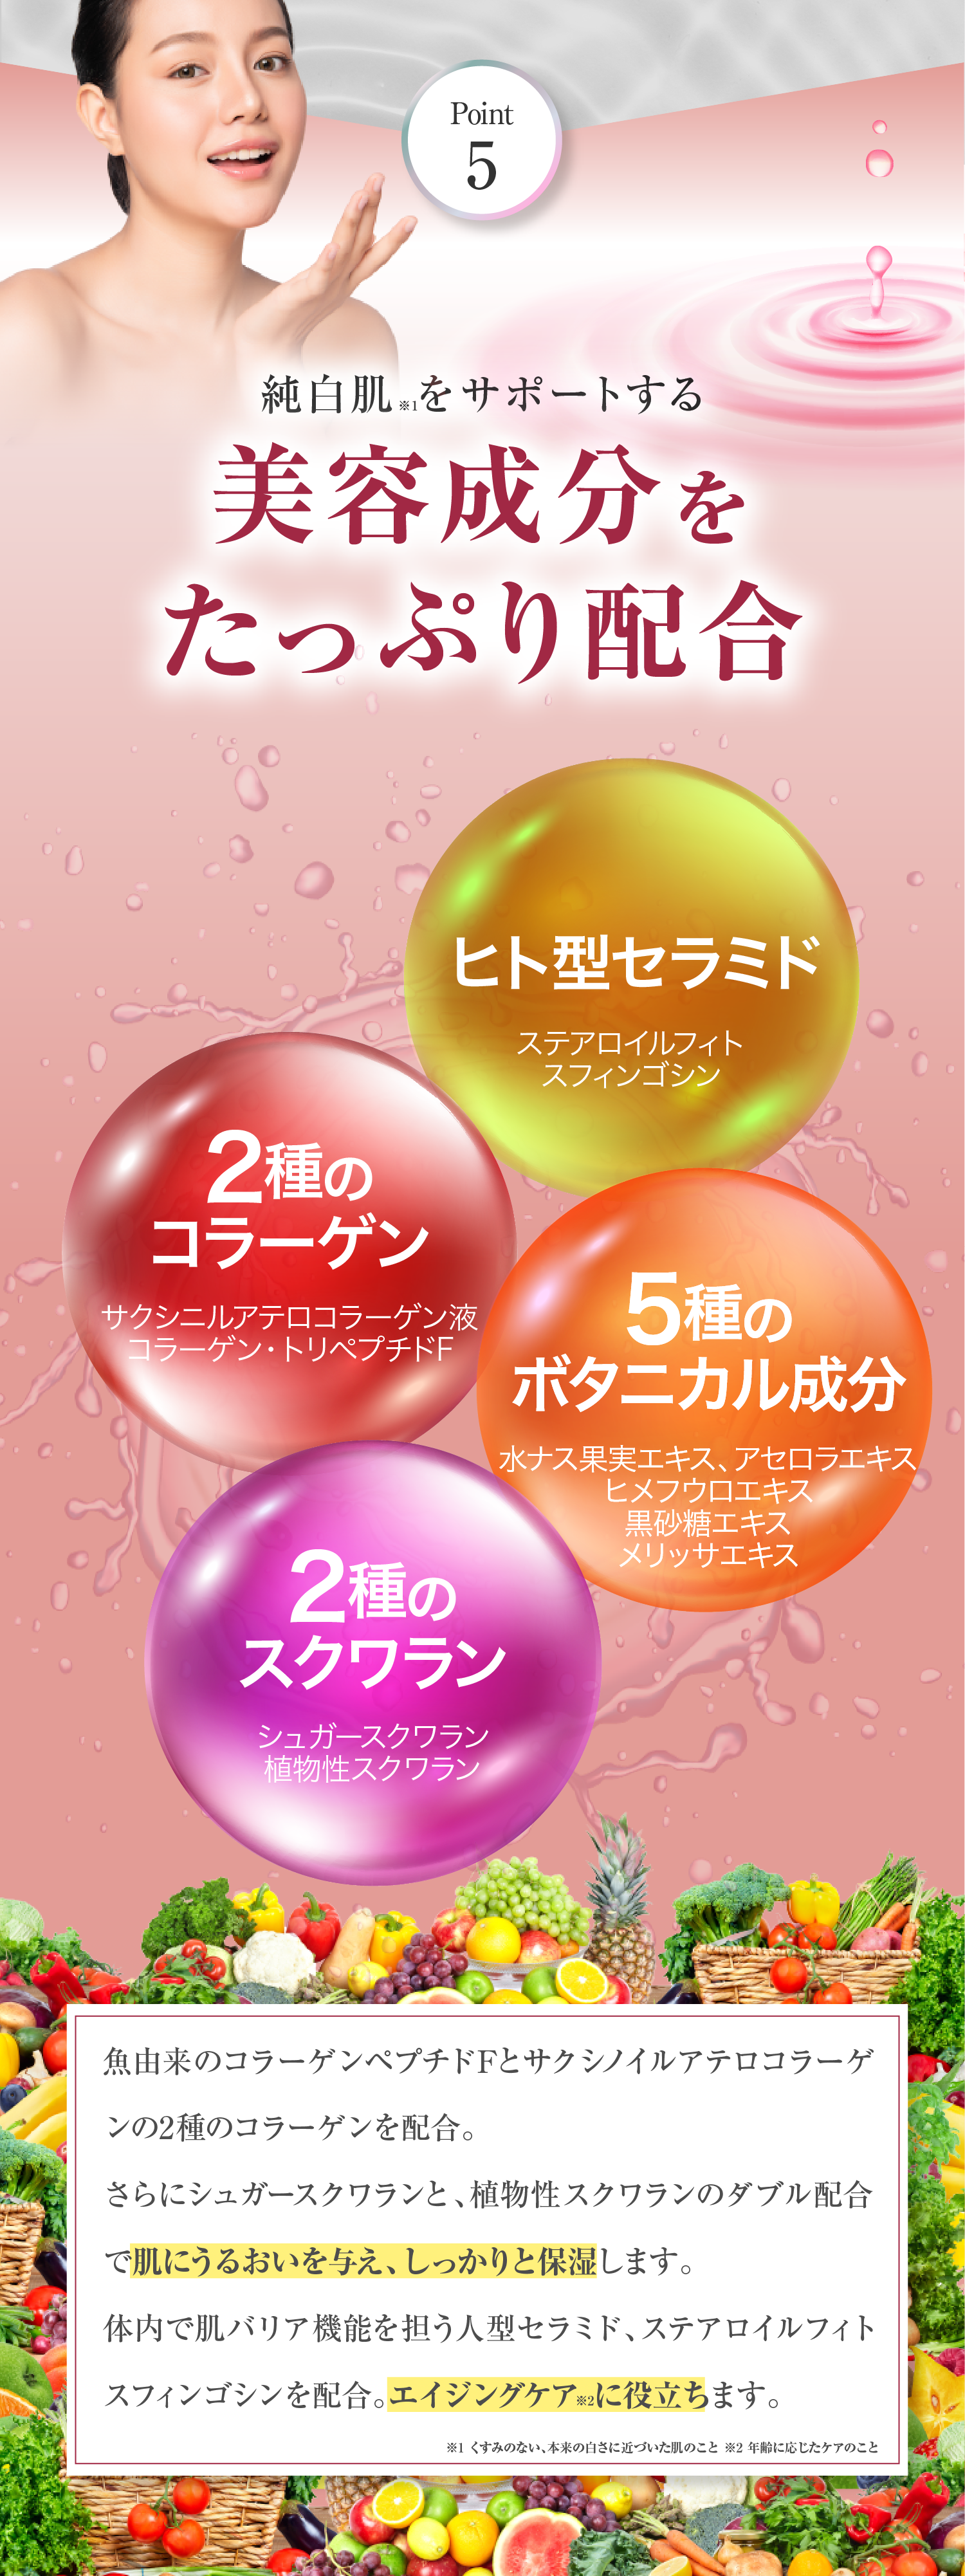 Point
5
純白肌※1をサポートする
美容成分を
たっぷり配合
ヒト型セラミド
ステアロイルフィト
スフィンゴシン
2種の
コラーゲン
サクシニルアテロコラーゲン液
コラーゲン・トリペプチドF
5種の
ボタニカル成分
水ナス果実エキス、アセロラエキス
ヒメフウロエキス
黒砂糖エキス
メリッサエキス
2種の
スクワラン
シュガースクワラン
植物性スクワラン
魚由来のコラーゲンペプチドFとサクシノイルアテロコラーゲ
ンの2種のコラーゲンを配合。
さらにシュガースクワランと、植物性スクワランのダブル配合
で肌にうるおいを与え、しっかりと保湿します。
体内で肌バリア機能を担う人型セラミド、ステアロイルフィト
スフィンゴシンを配合。エイジングケア※2に役立ちます。
※1 くすみのない、本来の白さに近づいた肌のこと ※2 年齢に応じたケアのこと